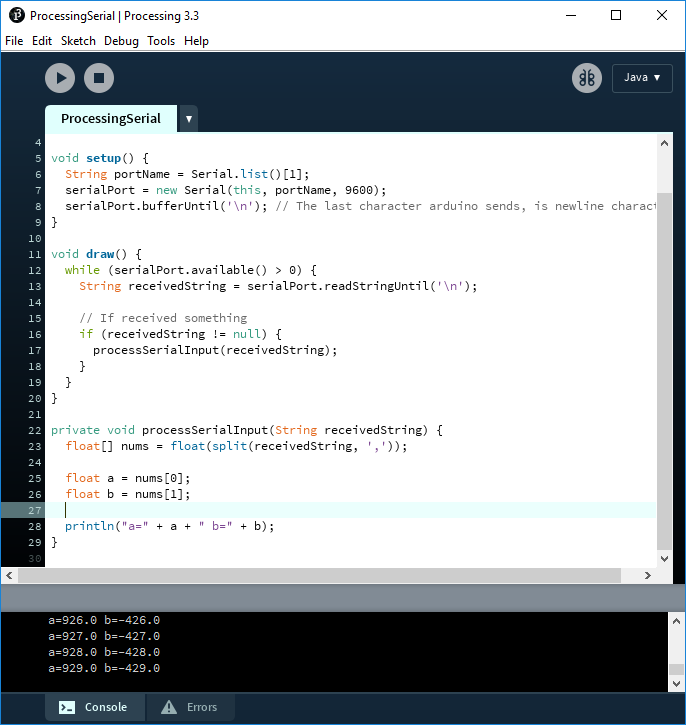 ProcessingSerial | Processing 3.3
File Edit Sketch Debug Tools Help
Java ▼
ProcessingSerial ▼
4
5 void setup() {
6   String portName = Serial.list()[1];
7   serialPort = new Serial(this, portName, 9600);
8   serialPort.bufferUntil('\n'); // The last character arduino sends, is newline charact
9 }
10
11 void draw() {
12   while (serialPort.available() > 0) {
13     String receivedString = serialPort.readStringUntil('\n');
14
15     // If received something
16     if (receivedString != null) {
17       processSerialInput(receivedString);
18     }
19   }
20 }
21
22 private void processSerialInput(String receivedString) {
23   float[] nums = float(split(receivedString, ','));
24
25   float a = nums[0];
26   float b = nums[1];
27
28   println("a=" + a + " b=" + b);
29 }
30
a=926.0 b=-426.0
a=927.0 b=-427.0
a=928.0 b=-428.0
a=929.0 b=-429.0
Console Errors